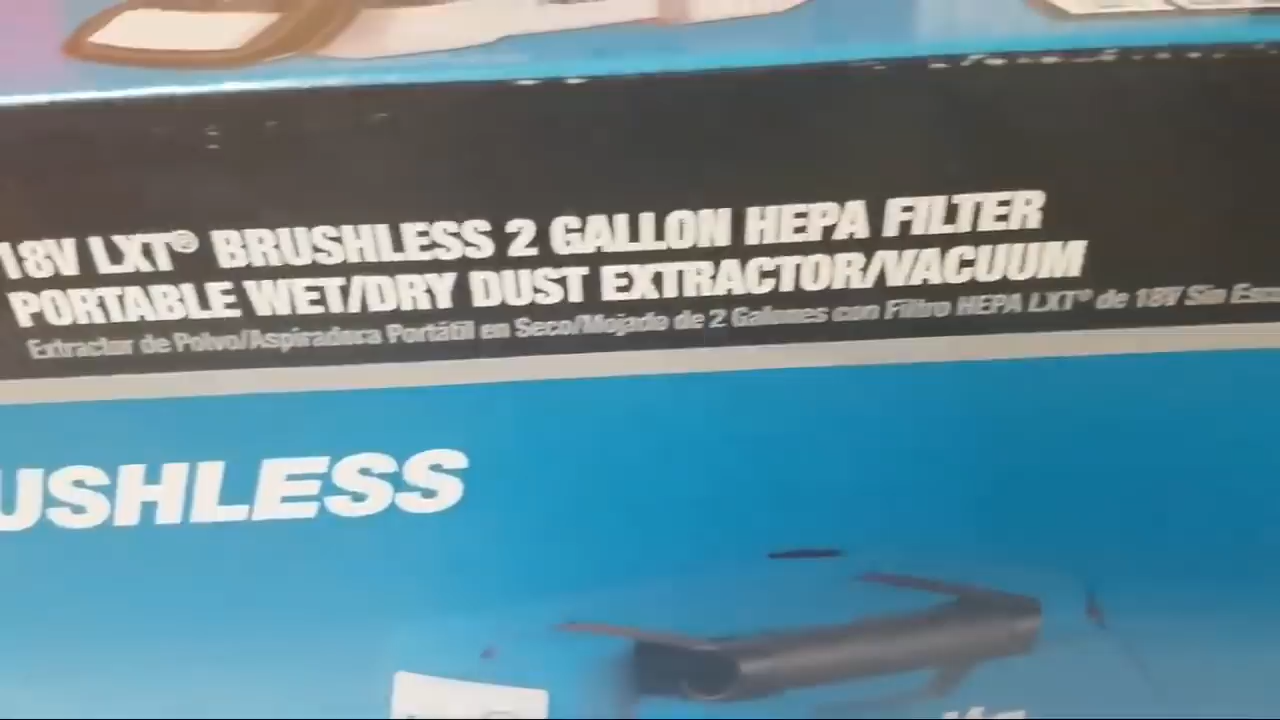 18V LXT® BRUSHLESS 2 GALLON HEPA FILTER
PORTABLE WET/DRY DUST EXTRACTOR/VACUUM
Extractor de Polvo/Aspiradora Portátil en Seco/Mojado de 2 Galones con Filtro HEPA LXT® de 18V Sin
USHLESS